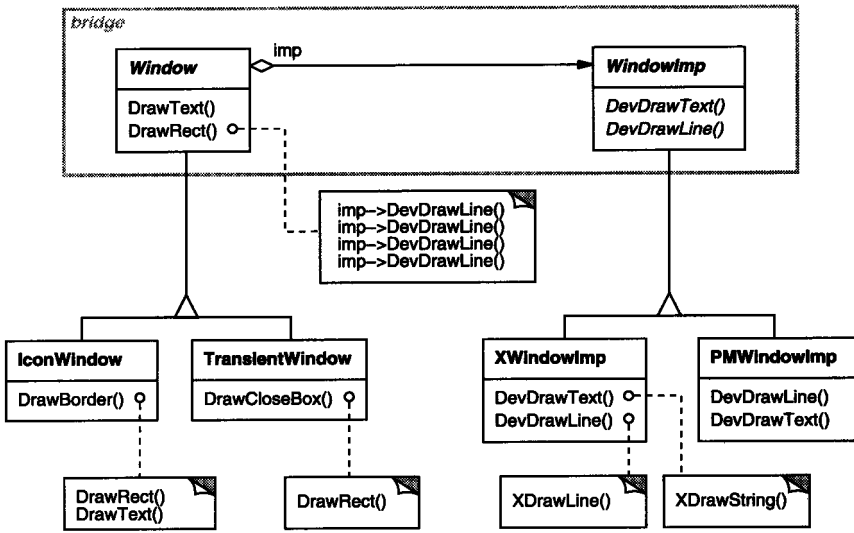 bridge
imp
Window
DrawText()
DrawRect()
WindowImp
DevDrawText()
DevDrawLine()
imp->DevDrawLine()
imp->DevDrawLine()
imp->DevDrawLine()
imp->DevDrawLine()
IconWindow
DrawBorder()
TransientWindow
DrawCloseBox()
XWindowImp
DevDrawText()
DevDrawLine()
PMWindowImp
DevDrawLine()
DevDrawText()
DrawRect()
DrawText()
DrawRect()
XDrawLine()
XDrawString()